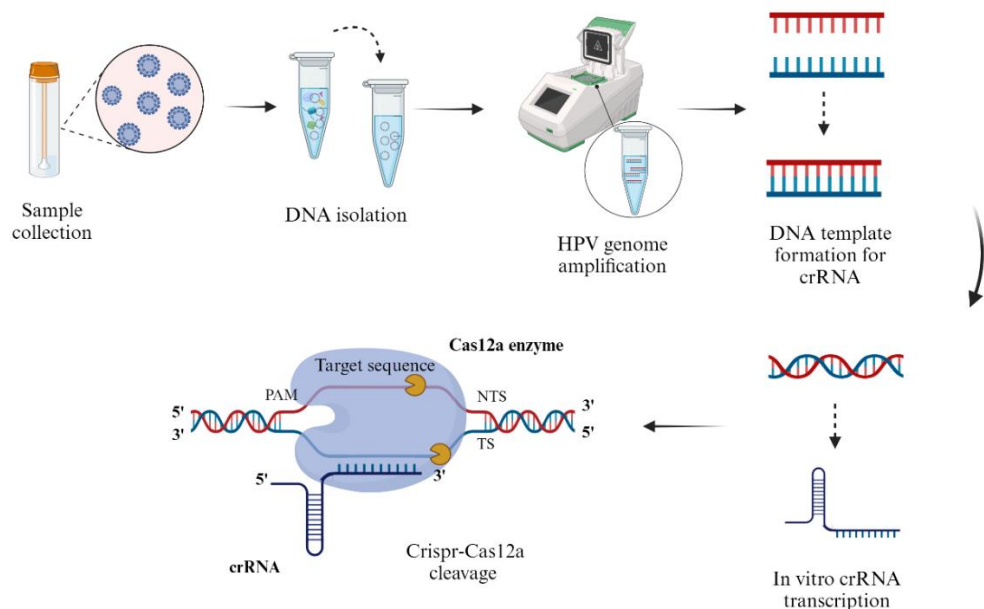 Sample
collection
DNA isolation
HPV genome
amplification
DNA template
formation for
crRNA
In vitro crRNA
transcription
Cas12a enzyme
Target sequence
PAM
NTS
5'
3'
3'
5'
TS
5'
3'
crRNA
Crispr-Cas12a
cleavage